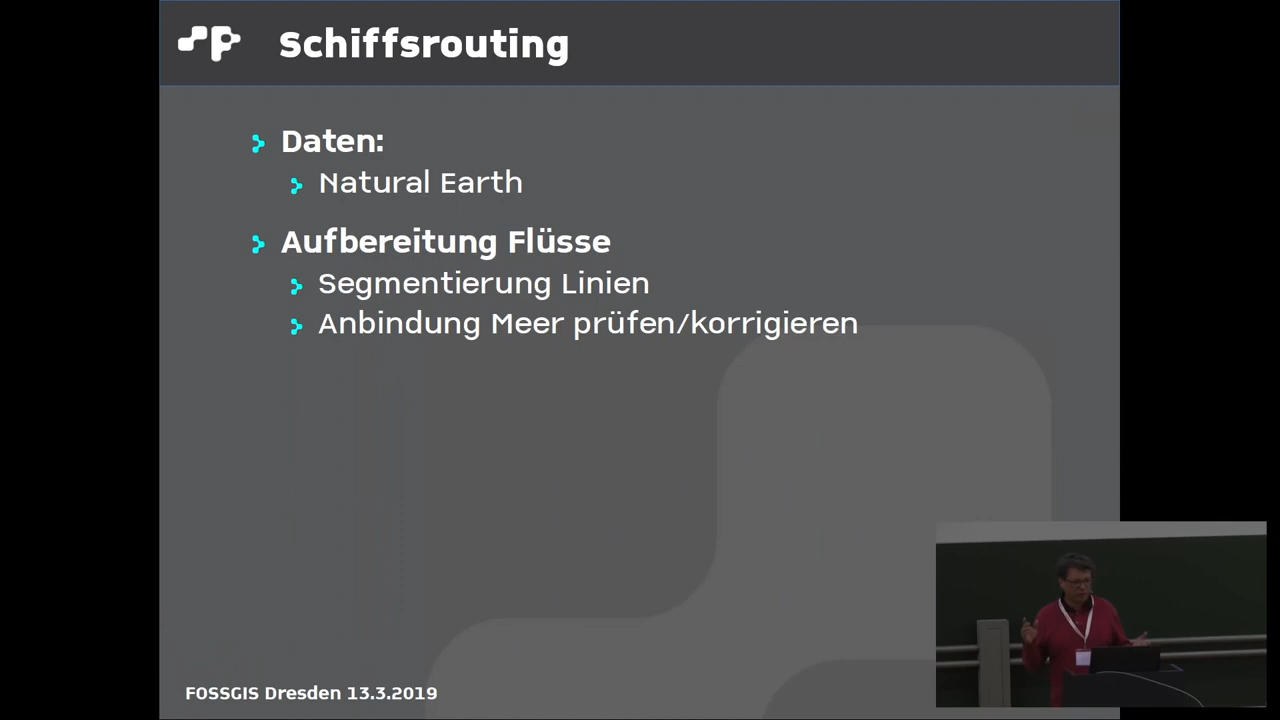 Schiffsrouting
Daten:
Natural Earth
Aufbereitung Flüsse
Segmentierung Linien
Anbindung Meer prüfen/korrigieren
FOSSGIS Dresden 13.3.2019